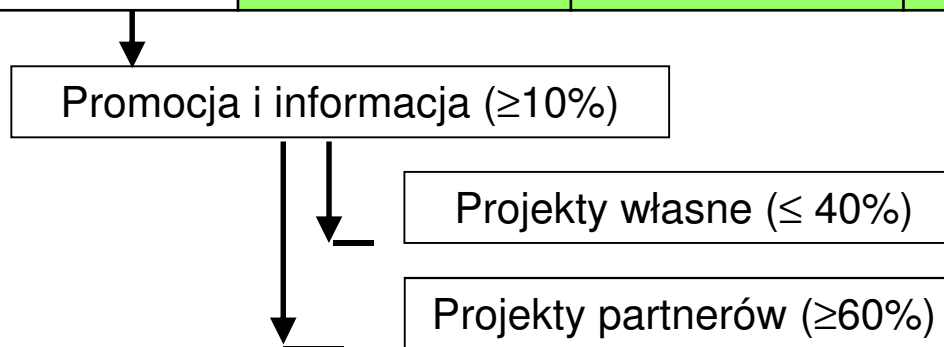 Promocja i informacja (≥10%)
Projekty własne (≤ 40%)
Projekty partnerów (≥60%)